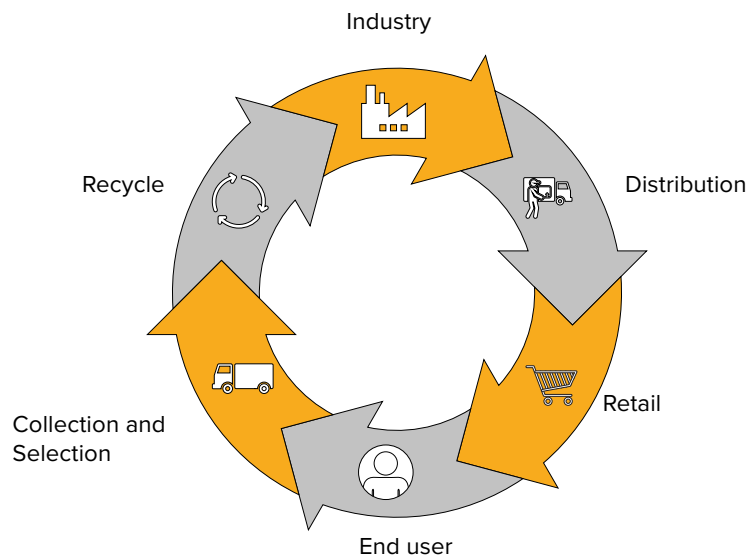 Industry
Distribution
Retail
End user
Collection and
Selection
Recycle